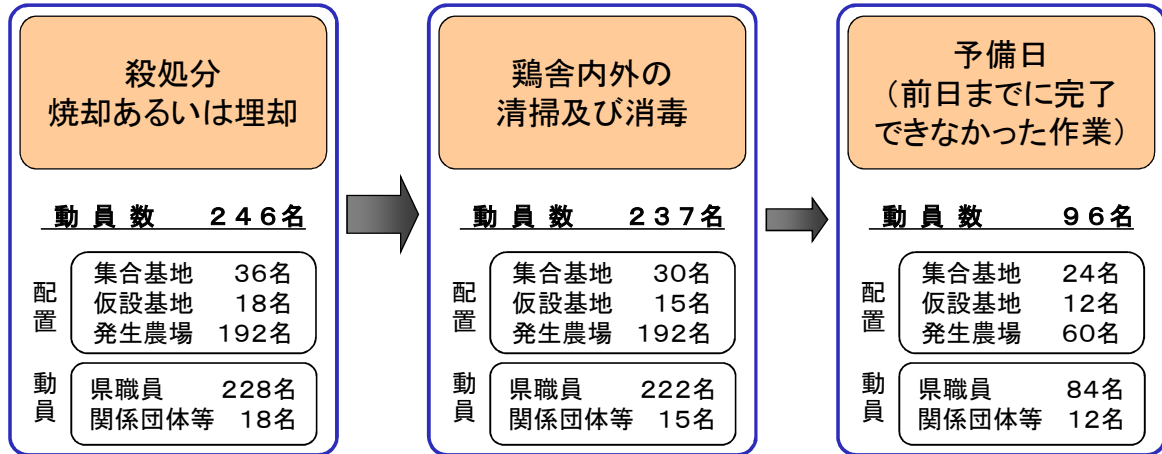 殺処分
焼却あるいは埋却
動 員 数　２４６名
配置
集合基地　36名
仮設基地　18名
発生農場　192名
動員
県職員　228名
関係団体等　18名
鶏舎内外の
清掃及び消毒
動 員 数　２３７名
配置
集合基地　30名
仮設基地　15名
発生農場　192名
動員
県職員　222名
関係団体等　15名
予備日
（前日までに完了
できなかった作業）
動 員 数　９６名
配置
集合基地　24名
仮設基地　12名
発生農場　60名
動員
県職員　84名
関係団体等　12名